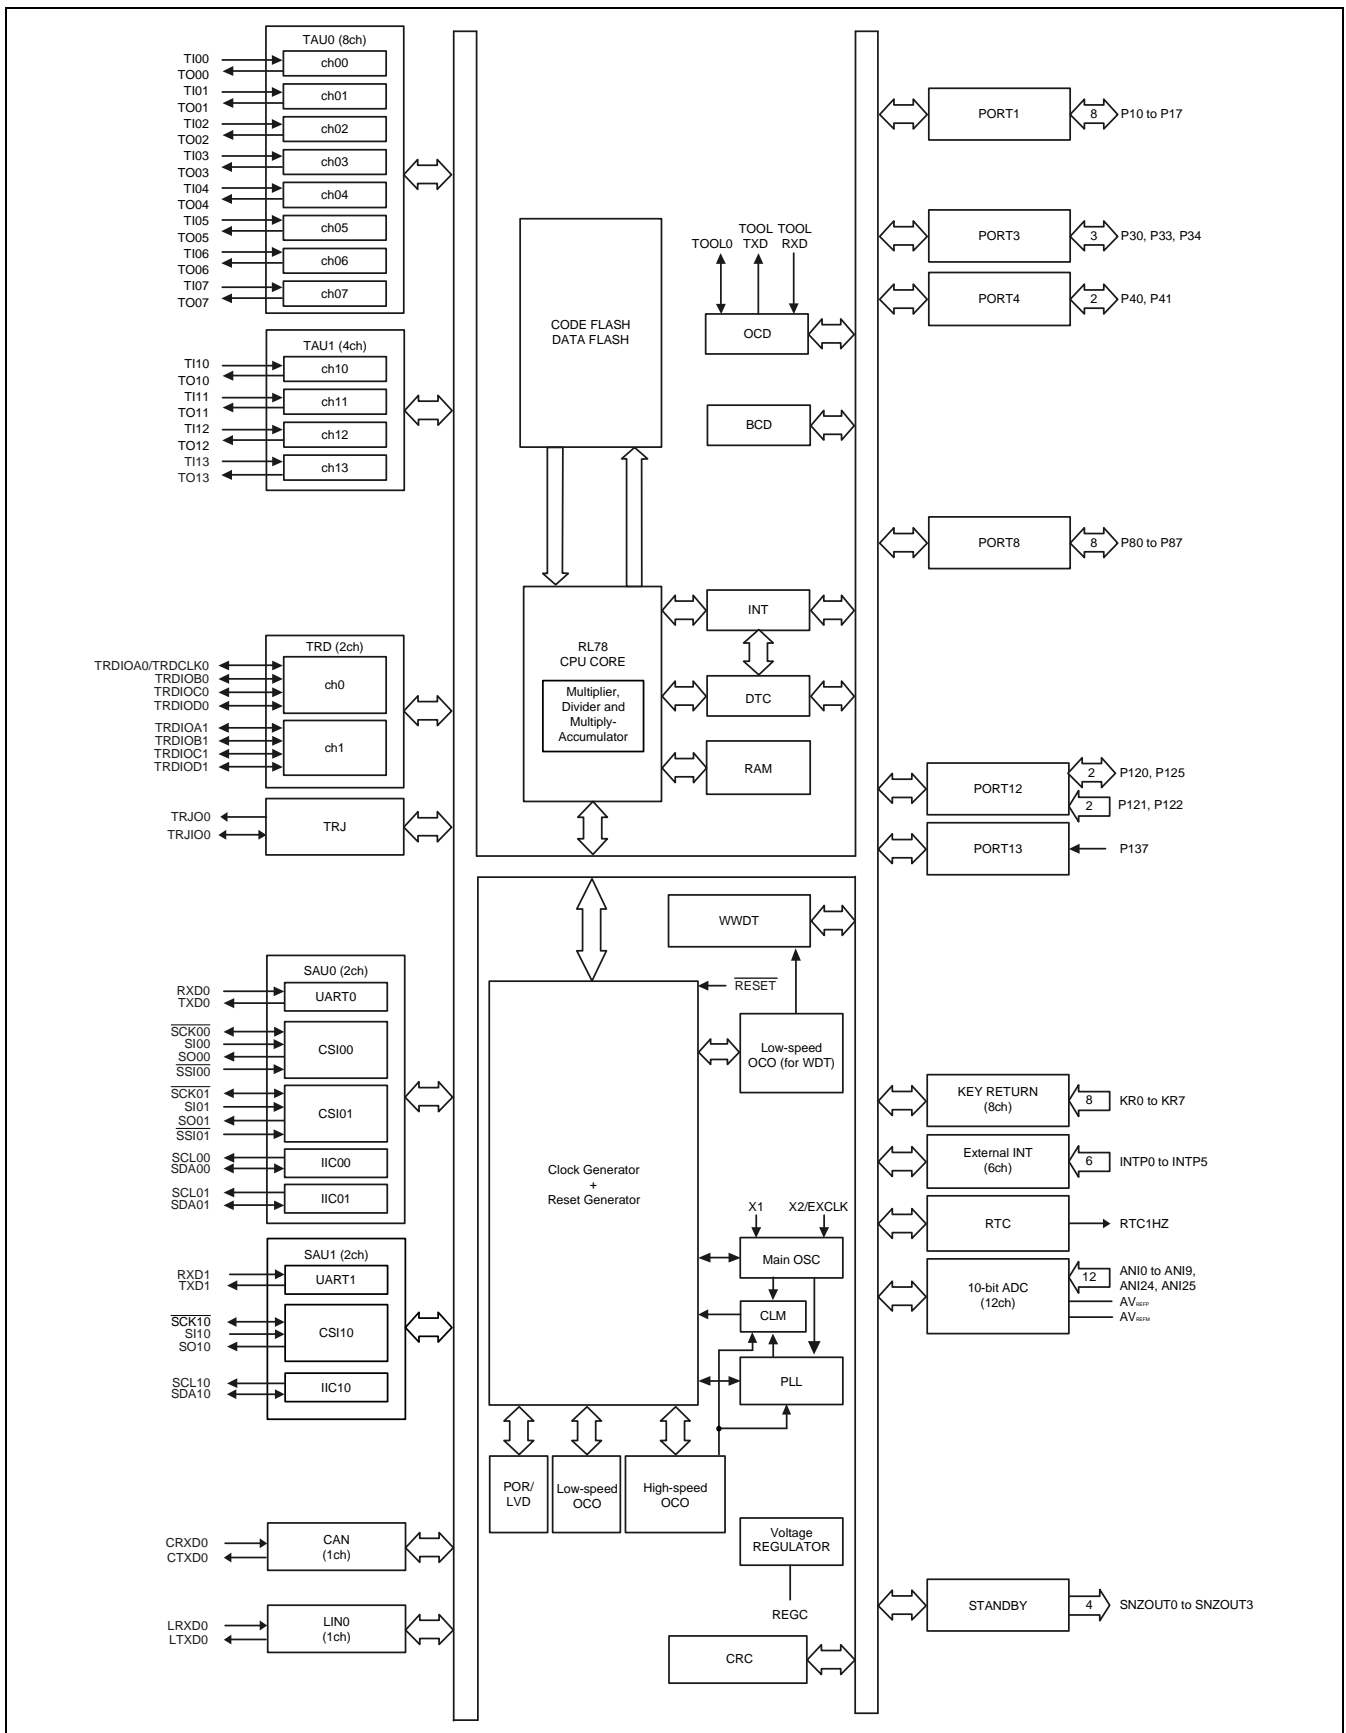 TAU0 (8ch)
TI00
TO00
ch00
TI01
TO01
ch01
TI02
TO02
ch02
TI03
TO03
ch03
TI04
TO04
ch04
TI05
TO05
ch05
TI06
TO06
ch06
TI07
TO07
ch07
TAU1 (4ch)
TI10
TO10
ch10
TI11
TO11
ch11
TI12
TO12
ch12
TI13
TO13
ch13
TRD (2ch)
TRDIOA0/TRDCLK0
TRDIOB0
TRDIOC0
TRDIOD0
ch0
TRDIOA1
TRDIOB1
TRDIOC1
TRDIOD1
ch1
TRJO0
TRJIO0
TRJ
SAU0 (2ch)
RXD0
TXD0
UART0
SCK00
SI00
SO00
SSI00
CSI00
SCK01
SI01
SO01
SSI01
CSI01
SCL00
SDA00
IIC00
SCL01
SDA01
IIC01
SAU1 (2ch)
RXD1
TXD1
UART1
SCK10
SI10
SO10
CSI10
SCL10
SDA10
IIC10
CRXD0
CTXD0
CAN
(1ch)
LRXD0
LTXD0
LIN0
(1ch)
CODE FLASH
DATA FLASH
TOOL0
TOOL
TXD
TOOL
RXD
OCD
BCD
RL78
CPU CORE
Multiplier,
Divider and
Multiply-
Accumulator
INT
DTC
RAM
WWDT
RESET
Low-speed
OCO (for WDT)
Clock Generator
+
Reset Generator
X1
X2/EXCLK
Main OSC
CLM
PLL
POR/
LVD
Low-speed
OCO
High-speed
OCO
Voltage
REGULATOR
REGC
CRC
PORT1
8
P10 to P17
PORT3
3
P30, P33, P34
PORT4
2
P40, P41
PORT8
8
P80 to P87
PORT12
2
P120, P125
2
P121, P122
PORT13
P137
KEY RETURN
(8ch)
8
KR0 to KR7
External INT
(6ch)
6
INTP0 to INTP5
RTC
RTC1HZ
10-bit ADC
(12ch)
12
ANI0 to ANI9,
ANI24, ANI25
AVREFP
AVREFM
STANDBY
4
SNZOUT0 to SNZOUT3